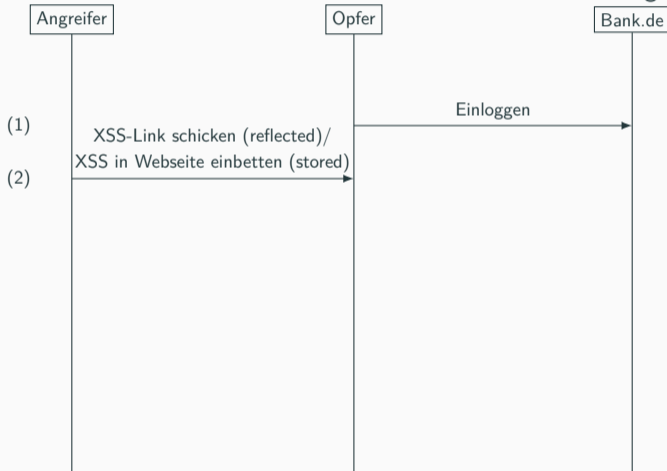 Angreifer
Opfer
Bank.de
(1)
Einloggen
XSS-Link schicken (reflected)/
XSS in Webseite einbetten (stored)
(2)